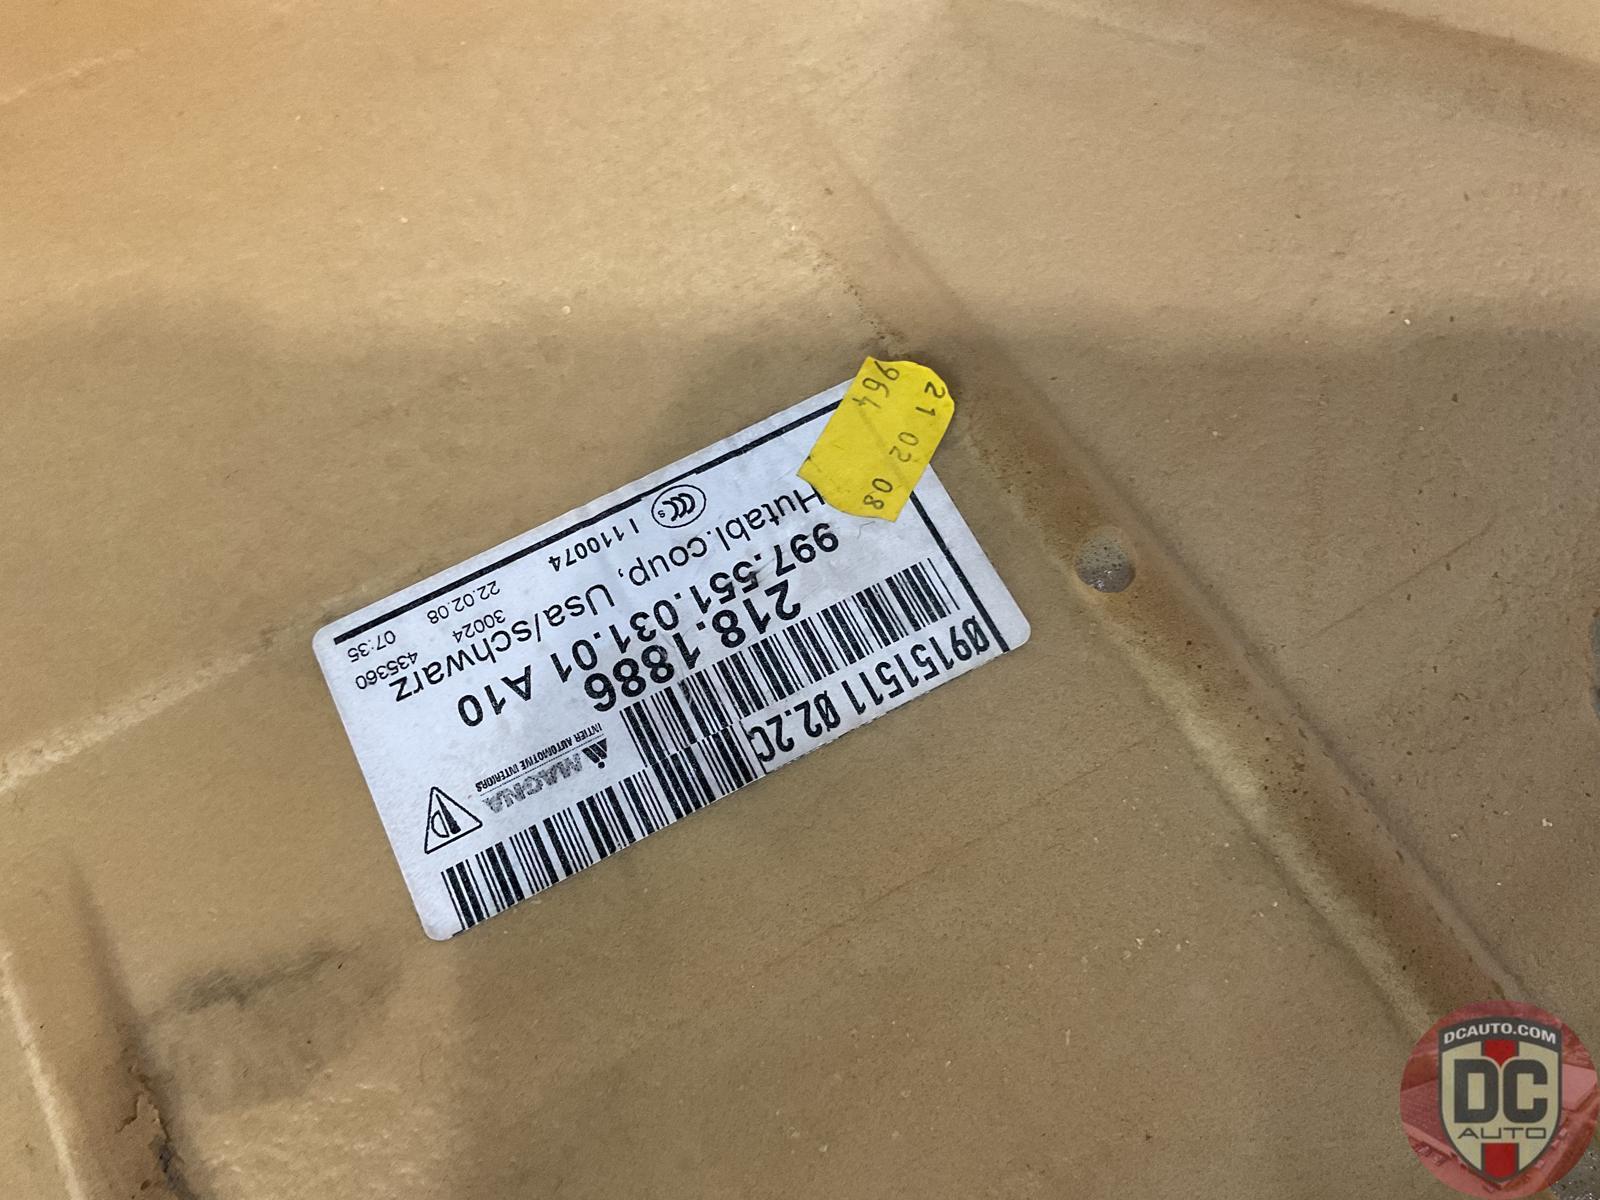 21 02 08
964
07:35
22.02.08
435360
30024
I 110074
CCC S
Hutabl.coup, Usa/schwarz
997.551.031.01 A10
218.1886
MAGNA
INTIER AUTOMOTIVE INTERIORS
Ø9151511 Ø2.2C
DCAUTO.COM
DC
AUTO